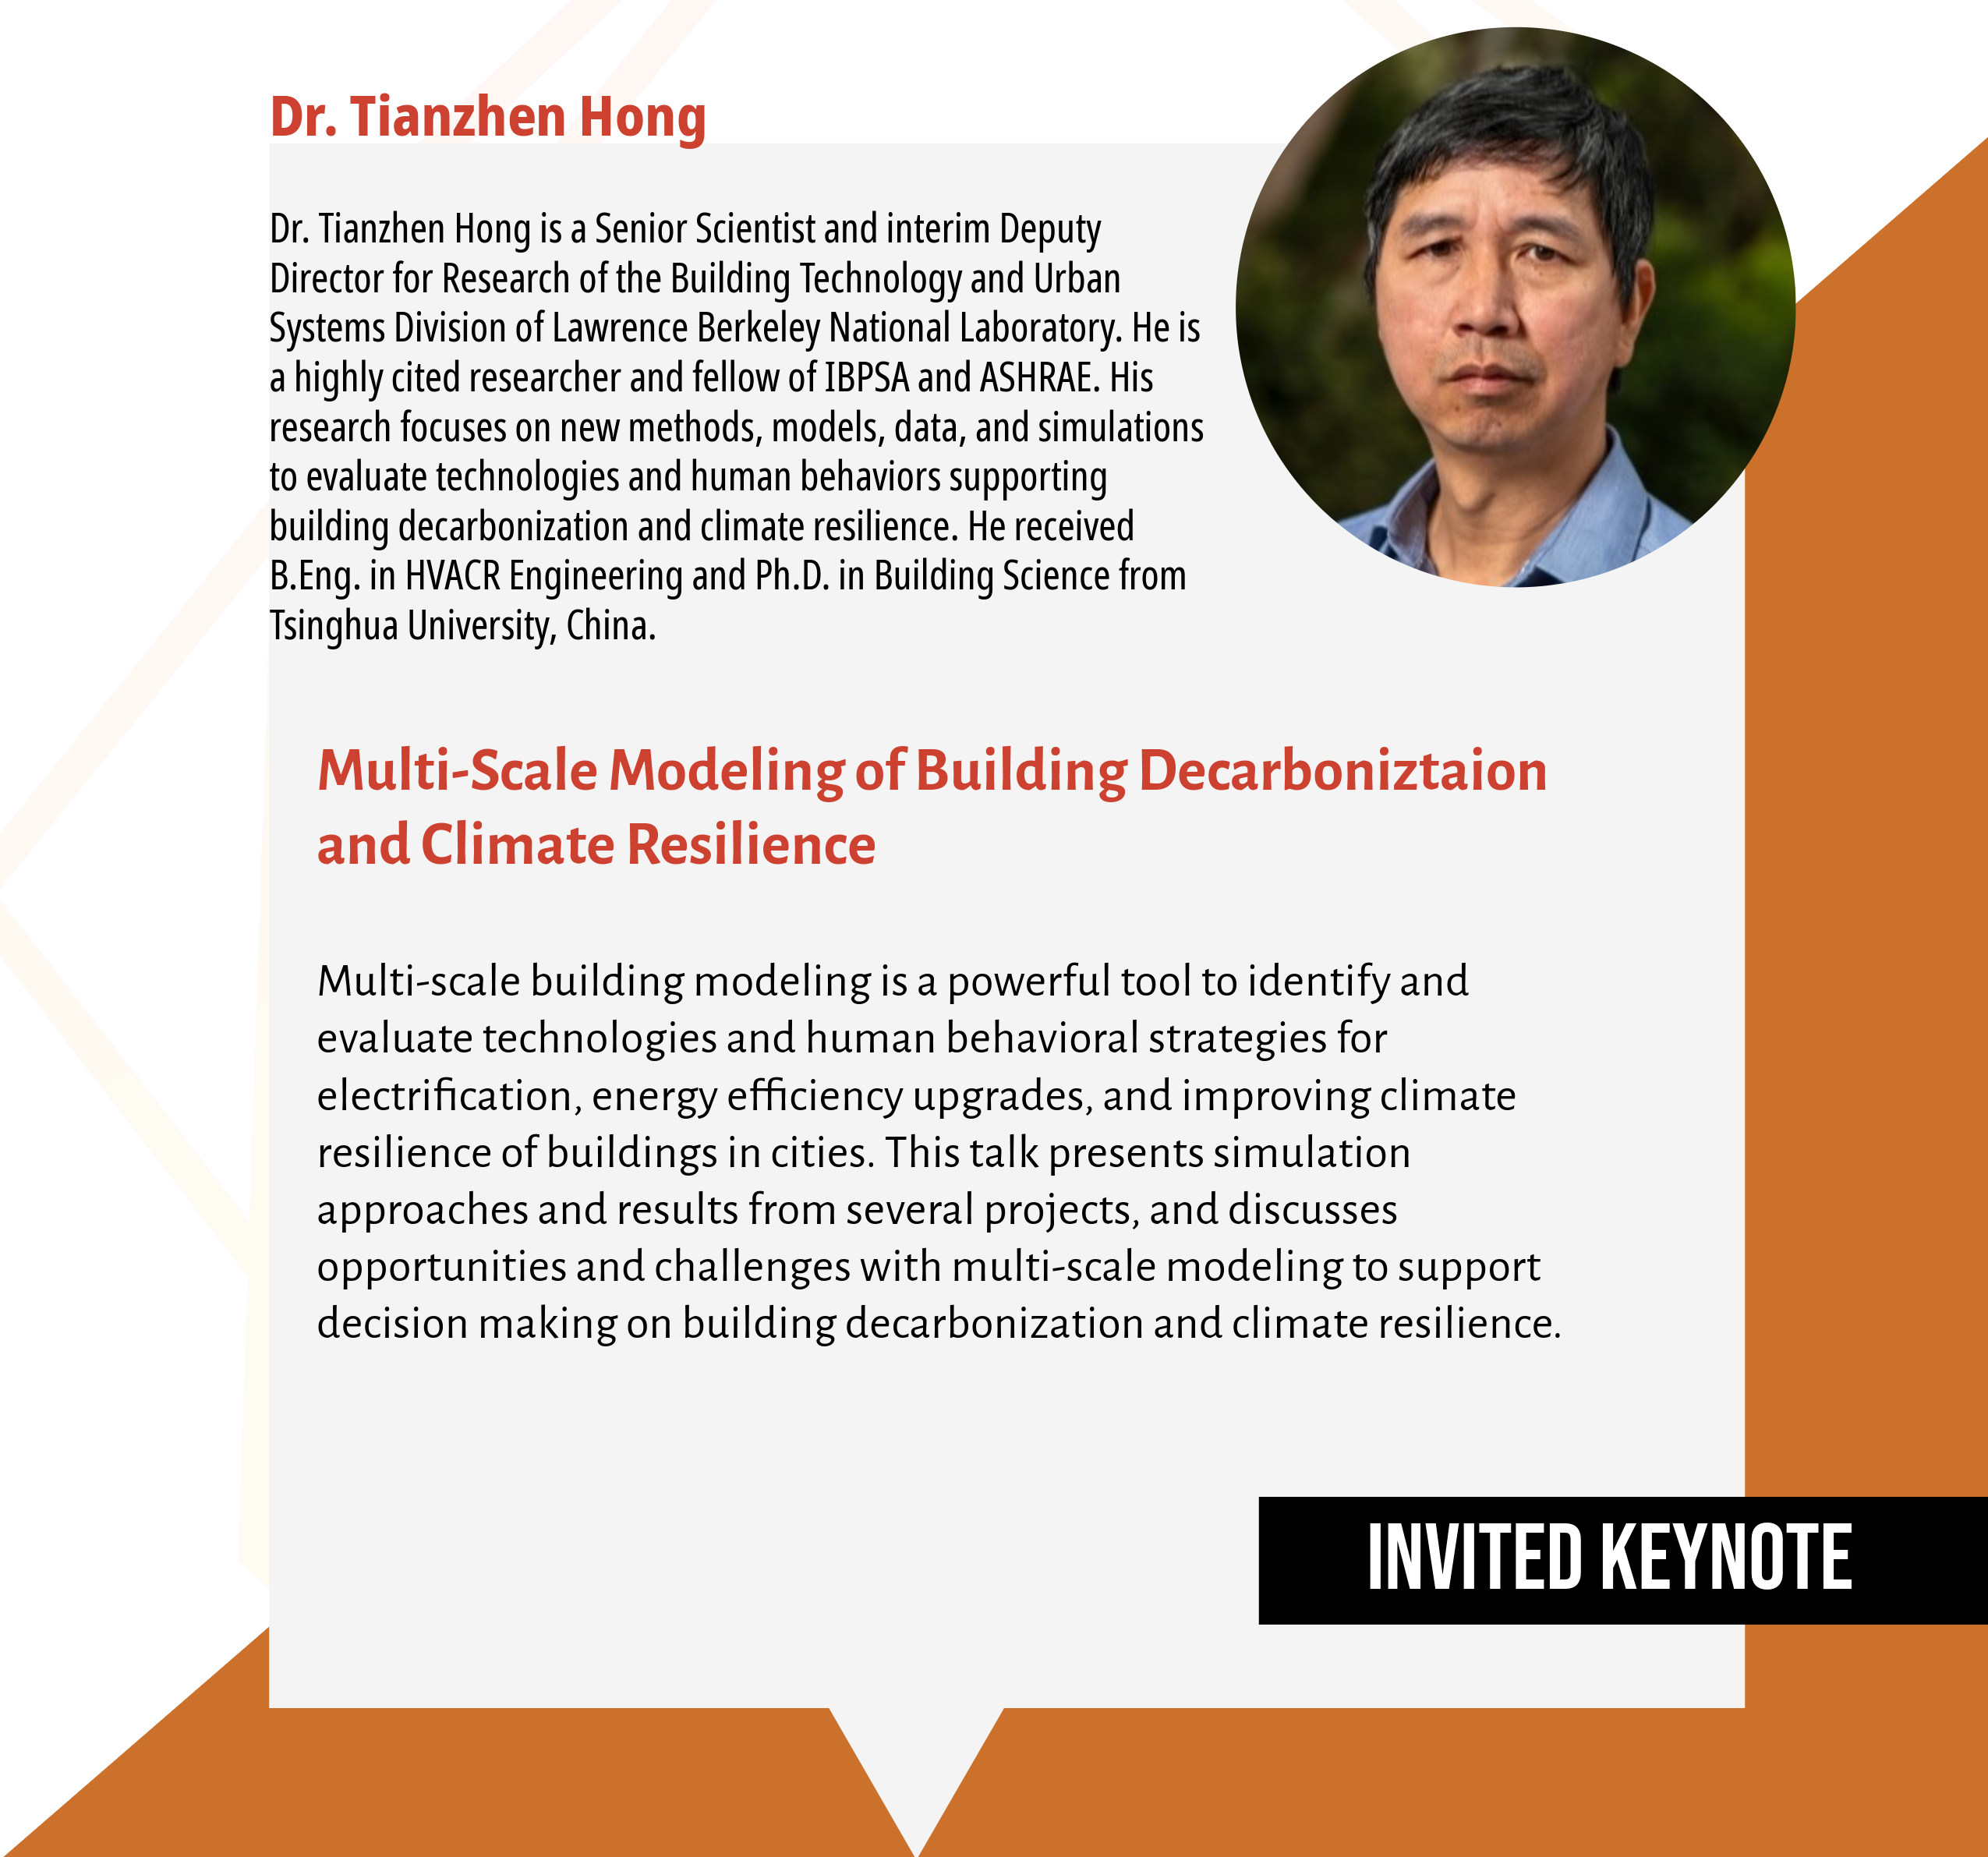 Dr. Tianzhen Hong
Dr. Tianzhen Hong is a Senior Scientist and interim Deputy
Director for Research of the Building Technology and Urban
Systems Division of Lawrence Berkeley National Laboratory. He is
a highly cited researcher and fellow of IBPSA and ASHRAE. His
research focuses on new methods, models, data, and simulations
to evaluate technologies and human behaviors supporting
building decarbonization and climate resilience. He received
B.Eng. in HVACR Engineering and Ph.D. in Building Science from
Tsinghua University, China.
Multi-Scale Modeling of Building Decarboniztaion
and Climate Resilience
Multi-scale building modeling is a powerful tool to identify and
evaluate technologies and human behavioral strategies for
electrification, energy efficiency upgrades, and improving climate
resilience of buildings in cities. This talk presents simulation
approaches and results from several projects, and discusses
opportunities and challenges with multi-scale modeling to support
decision making on building decarbonization and climate resilience.
INVITED KEYNOTE